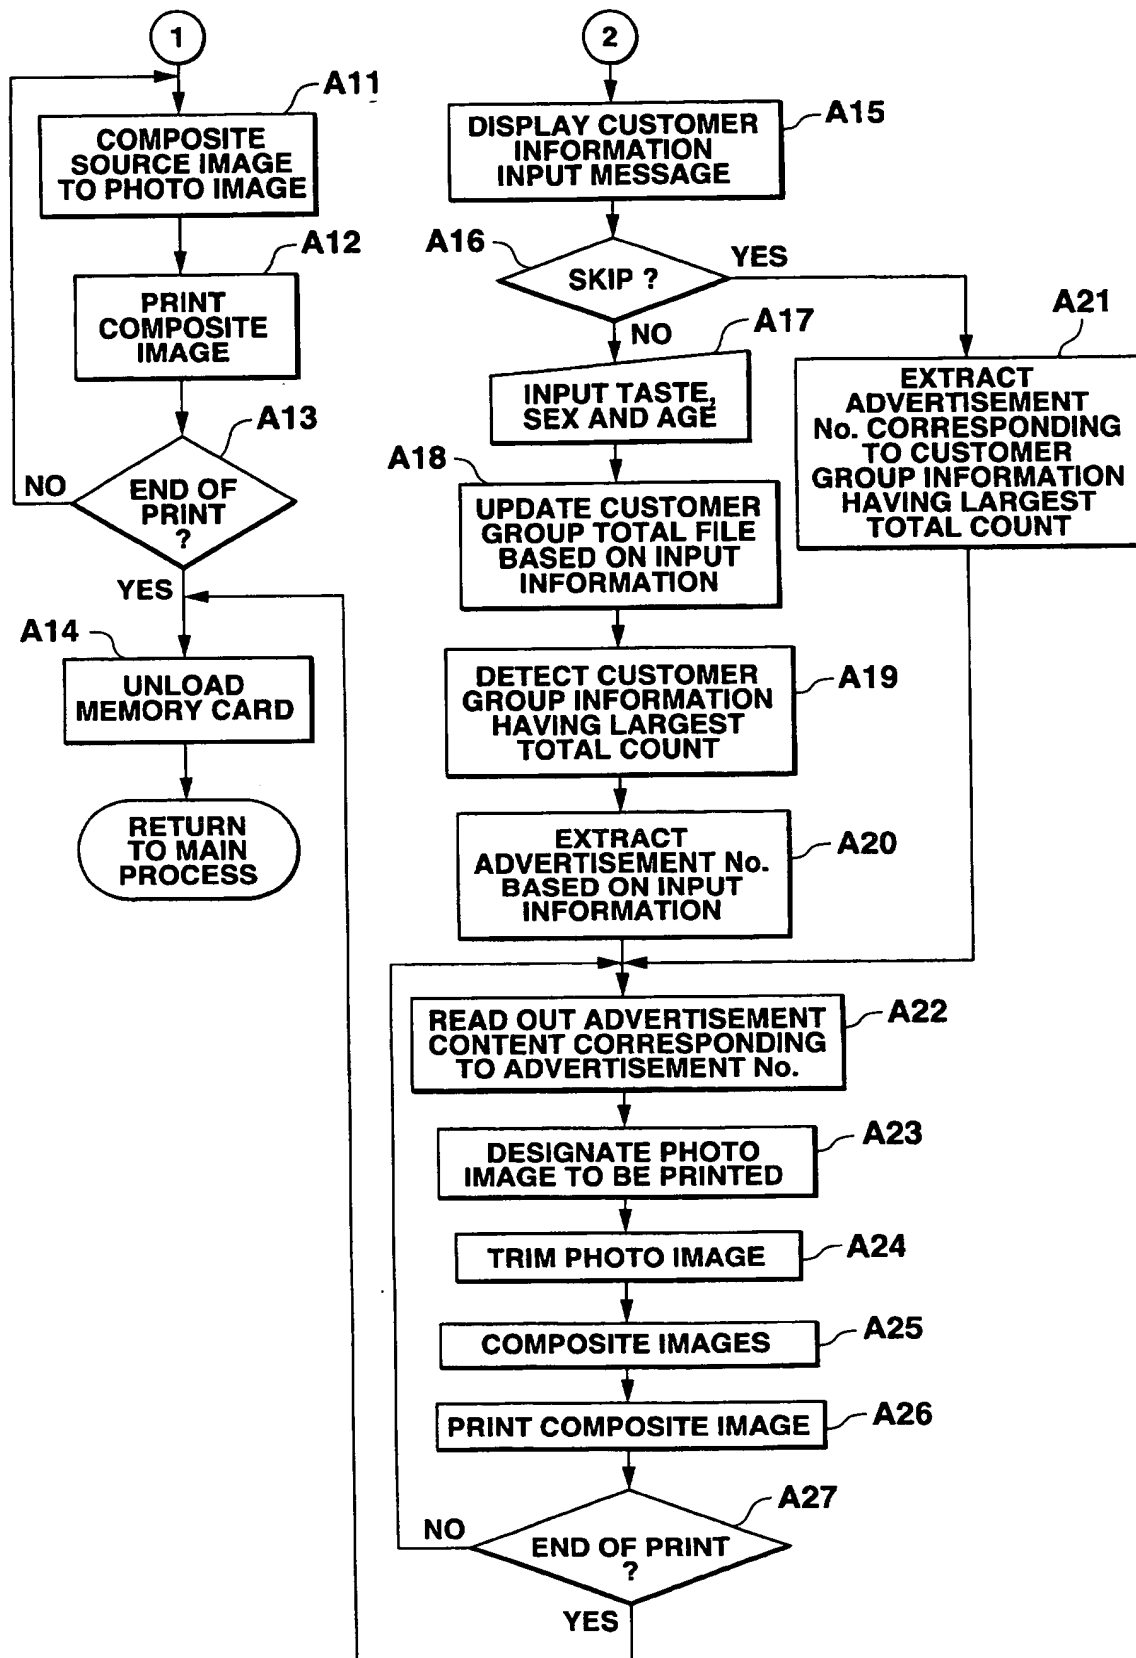 1
A11
COMPOSITE
SOURCE IMAGE
TO PHOTO IMAGE
A12
PRINT
COMPOSITE
IMAGE
A13
NO
END OF
PRINT
?
YES
A14
UNLOAD
MEMORY CARD
RETURN
TO MAIN
PROCESS
2
A15
DISPLAY CUSTOMER
INFORMATION
INPUT MESSAGE
A16
SKIP ?
YES
NO
A17
INPUT TASTE,
SEX AND AGE
A18
UPDATE CUSTOMER
GROUP TOTAL FILE
BASED ON INPUT
INFORMATION
A19
DETECT CUSTOMER
GROUP INFORMATION
HAVING LARGEST
TOTAL COUNT
A20
EXTRACT
ADVERTISEMENT No.
BASED ON INPUT
INFORMATION
A21
EXTRACT
ADVERTISEMENT
No. CORRESPONDING
TO CUSTOMER
GROUP INFORMATION
HAVING LARGEST
TOTAL COUNT
A22
READ OUT ADVERTISEMENT
CONTENT CORRESPONDING
TO ADVERTISEMENT No.
A23
DESIGNATE PHOTO
IMAGE TO BE PRINTED
A24
TRIM PHOTO IMAGE
A25
COMPOSITE IMAGES
A26
PRINT COMPOSITE IMAGE
A27
NO
END OF PRINT
?
YES